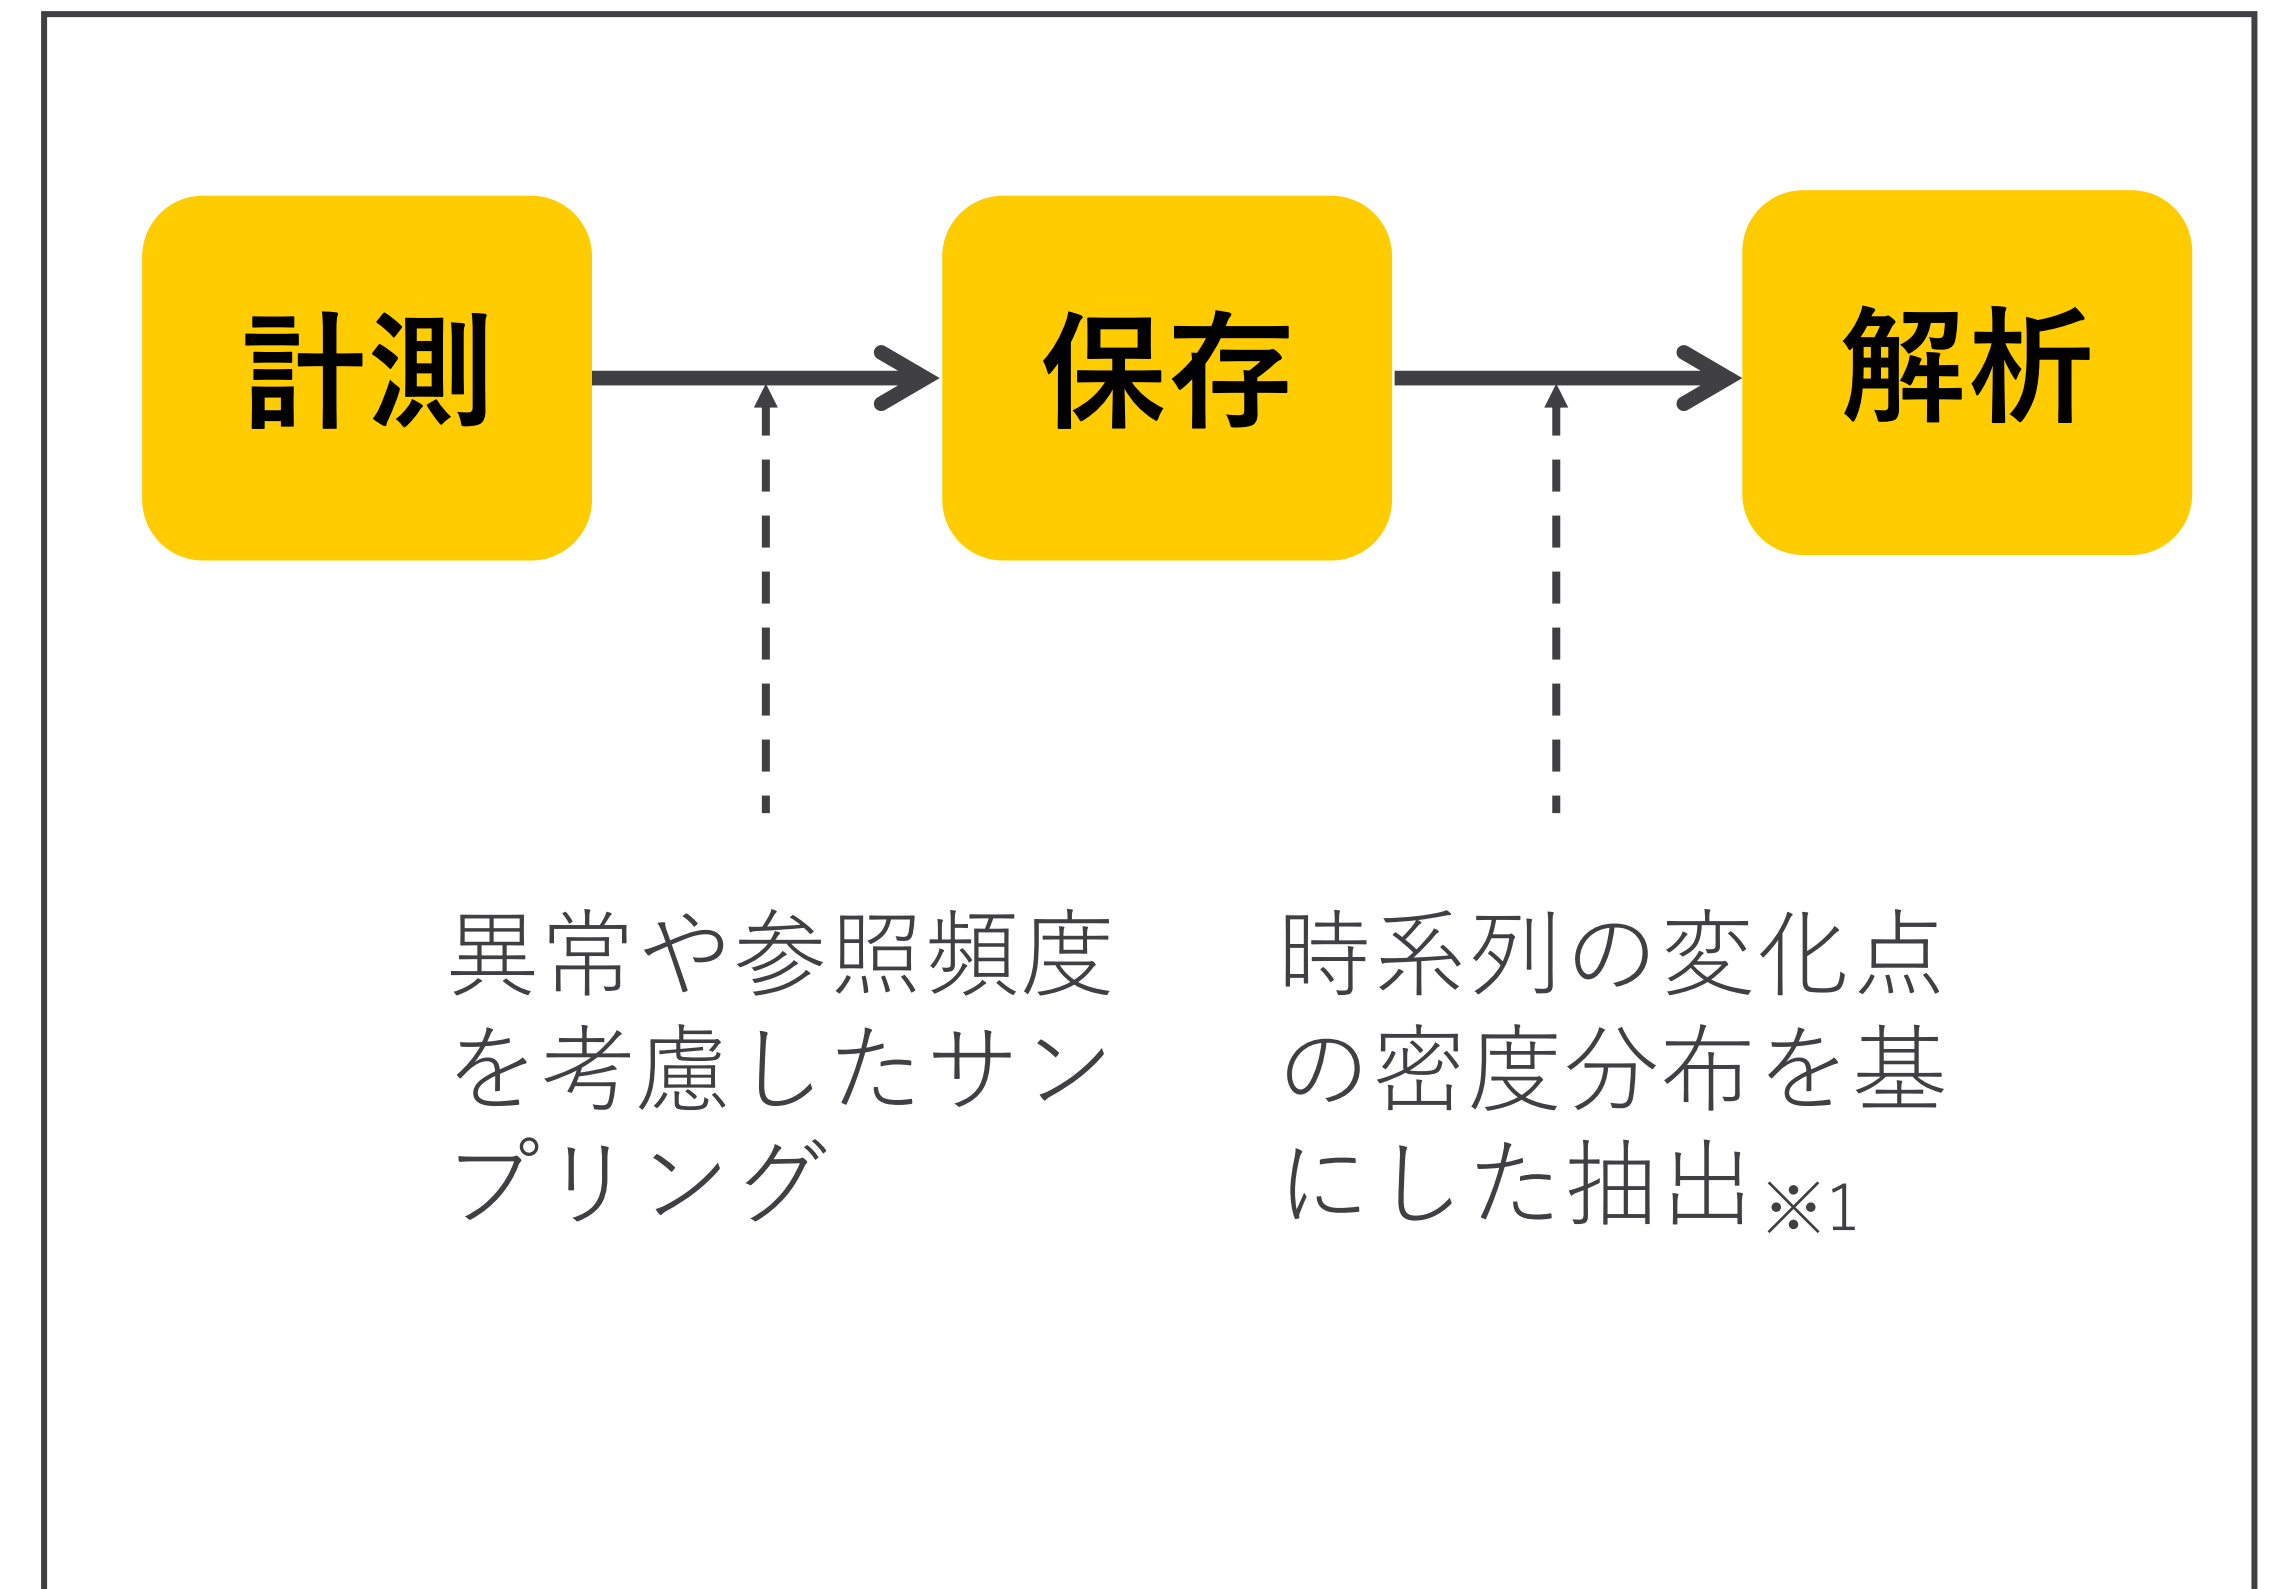 計測
保存
解析
異常や参照頻度
を考慮したサン
プリング
時系列の変化点
の密度分布を基
にした抽出※1